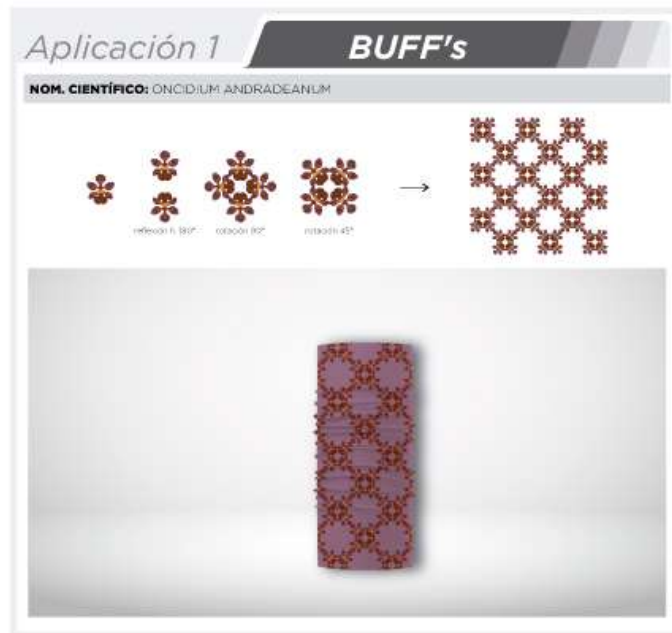 Aplicación 1
BUFF's
NOM. CIENTÍFICO: ONCIDIUM ANDRADEANUM
reflexión h. 180°
rotación 90°
rotación 45°